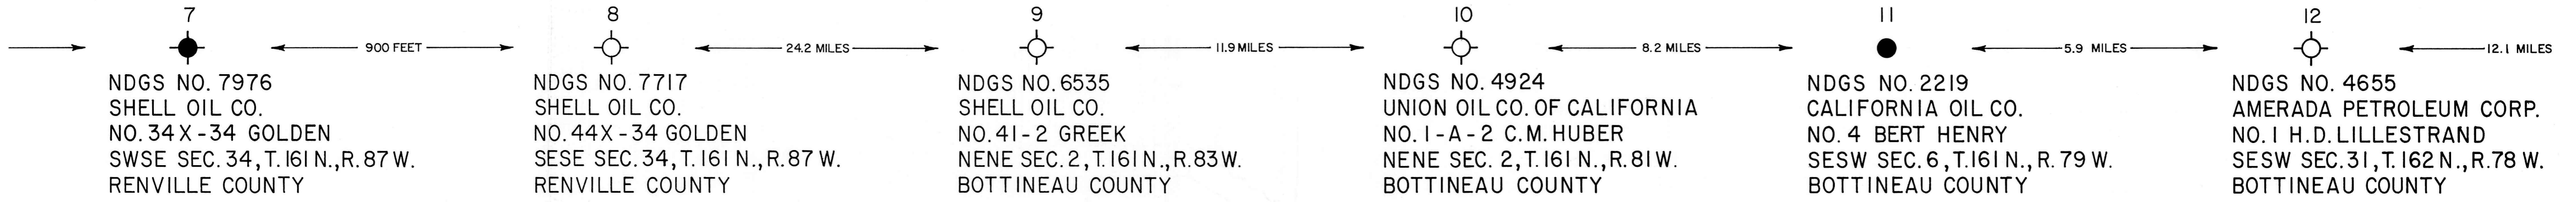 7
NDGS NO. 7976
SHELL OIL CO.
NO. 34X-34 GOLDEN
SWSE SEC. 34, T. 161 N., R. 87 W.
RENVILLE COUNTY
900 FEET
8
NDGS NO. 7717
SHELL OIL CO.
NO. 44X-34 GOLDEN
SESE SEC. 34, T. 161 N., R. 87 W.
RENVILLE COUNTY
24.2 MILES
9
NDGS NO. 6535
SHELL OIL CO.
NO. 41-2 GREEK
NENE SEC. 2, T. 161 N., R. 83 W.
BOTTINEAU COUNTY
11.9 MILES
10
NDGS NO. 4924
UNION OIL CO. OF CALIFORNIA
NO. 1-A-2 C.M. HUBER
NENE SEC. 2, T. 161 N., R. 81 W.
BOTTINEAU COUNTY
8.2 MILES
11
NDGS NO. 2219
CALIFORNIA OIL CO.
NO. 4 BERT HENRY
SESW SEC. 6, T. 161 N., R. 79 W.
BOTTINEAU COUNTY
5.9 MILES
12
NDGS NO. 4655
AMERADA PETROLEUM CORP.
NO. 1 H.D. LILLESTRAND
SESW SEC. 31, T. 162 N., R. 78 W.
BOTTINEAU COUNTY
12.1 MILES